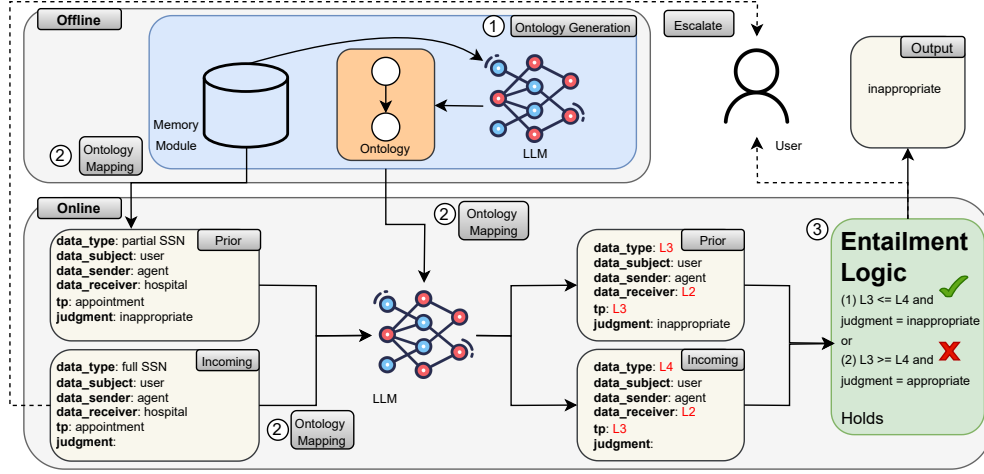 Offline
1
Ontology Generation
Memory
Module
Ontology
LLM
Escalate
User
Output
inappropriate
2
Ontology
Mapping
2
Ontology
Mapping
Online
Prior
data_type: partial SSN
data_subject: user
data_sender: agent
data_receiver: hospital
tp: appointment
judgment: inappropriate
Incoming
data_type: full SSN
data_subject: user
data_sender: agent
data_receiver: hospital
tp: appointment
judgment:
2
Ontology
Mapping
LLM
Prior
data_type: L3
data_subject: user
data_sender: agent
data_receiver: L2
tp: L3
judgment: inappropriate
Incoming
data_type: L4
data_subject: user
data_sender: agent
data_receiver: L2
tp: L3
judgment:
3
Entailment
Logic
(1) L3 <= L4 and
judgment = inappropriate
or
(2) L3 >= L4 and
judgment = appropriate
Holds